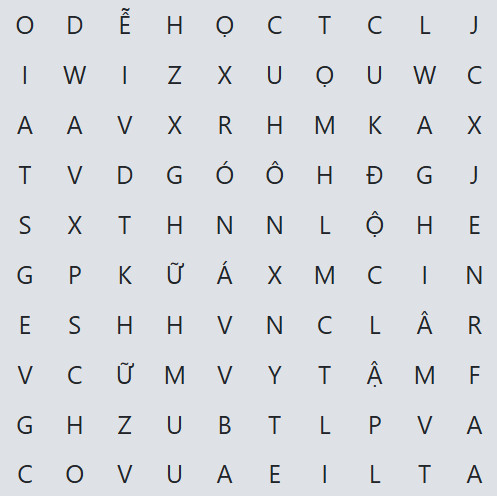 O D Ễ H Ọ C T C L J
I W I Z X U Ọ U W C
A A V X R H M K A X
T V D G Ó Ô H Đ G J
S X T H N N L Ộ H E
G P K Ữ Á X M C I N
E S H H V N C L Â R
V C Ữ M V Y T Ậ M F
G H Z U B T L P V A
C O V U A E I L T A